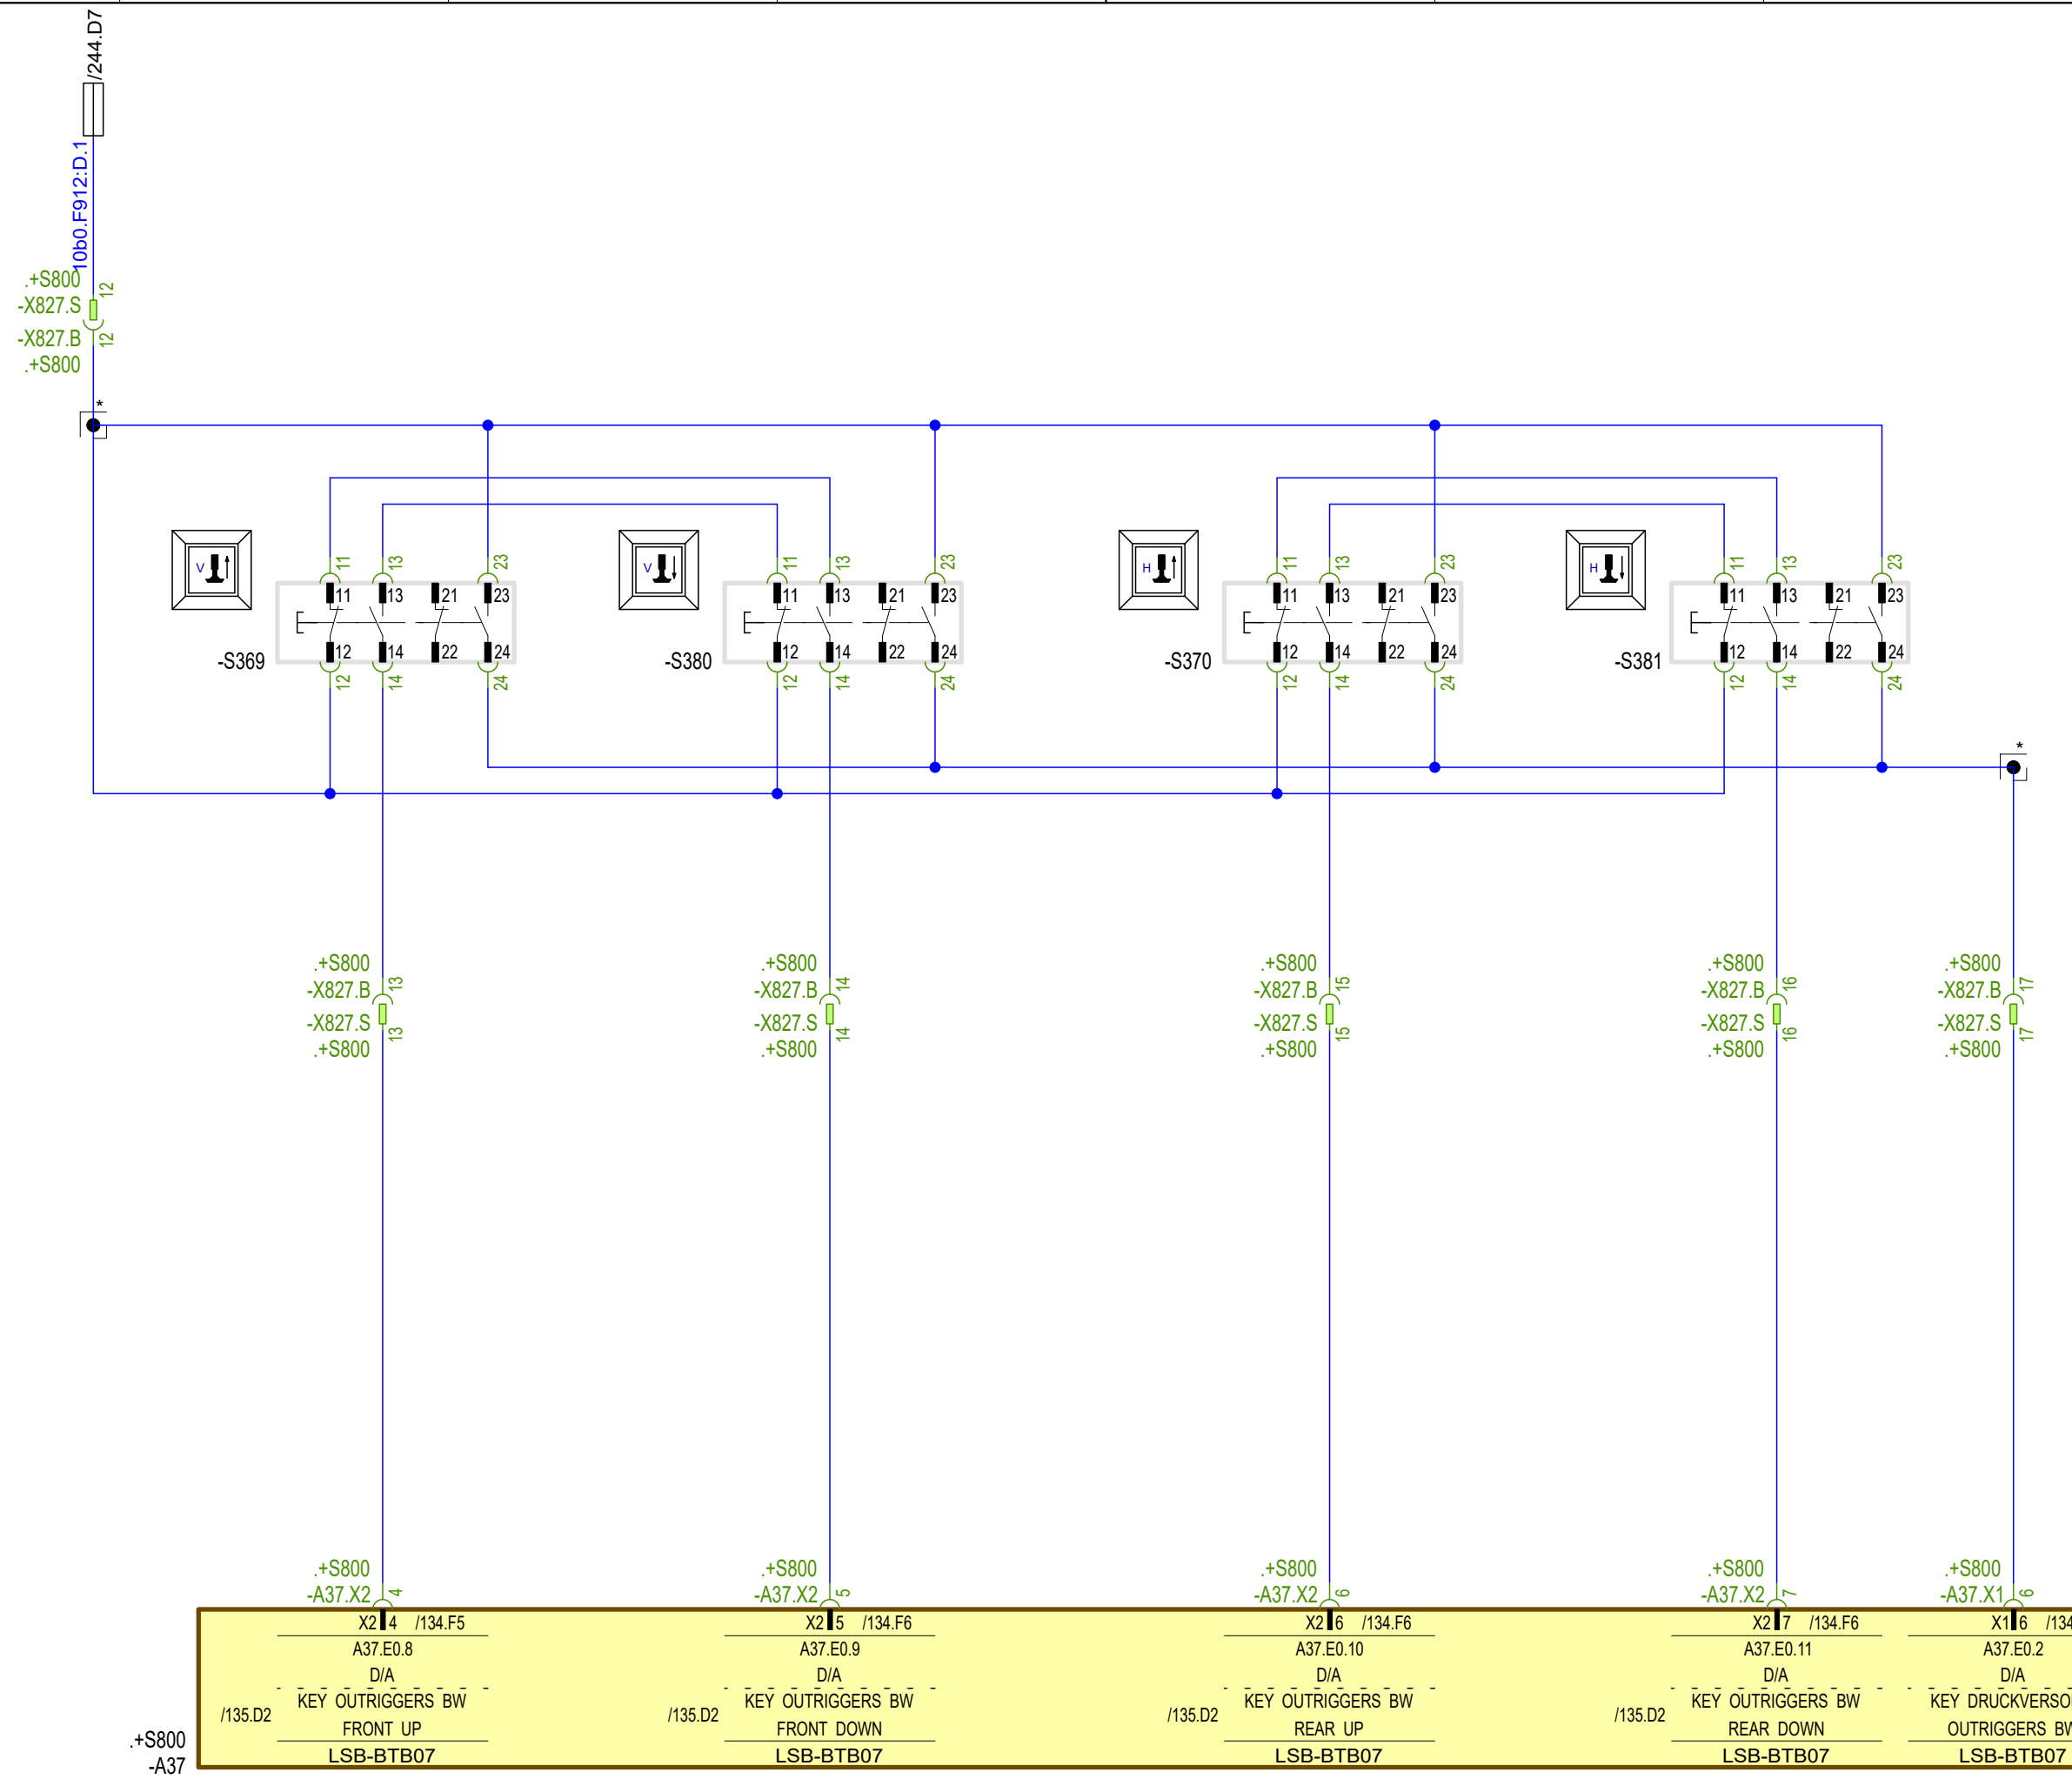 /244.D7
10b0.F912:D.1
.+S800
-X827.S 12
-X827.B 12
.+S800
*
11 13 23
11 13 23
11 13 23
11 13 23
V
V
H
H
11 13 21 23
11 13 21 23
11 13 21 23
11 13 21 23
12 14 22 24
12 14 22 24
12 14 22 24
12 14 22 24
-S369
-S380
-S370
-S381
12 14 24
12 14 24
12 14 24
12 14 24
*
.+S800 .+S800 .+S800 .+S800 .+S800
-X827.B 13 -X827.B 14 -X827.B 15 -X827.B 16 -X827.B 17
-X827.S 13 -X827.S 14 -X827.S 15 -X827.S 16 -X827.S 17
.+S800 .+S800 .+S800 .+S800 .+S800
.+S800 .+S800 .+S800 .+S800 .+S800
-A37.X2 4 -A37.X2 5 -A37.X2 6 -A37.X2 7 -A37.X1 6
X2 4 /134.F5 X2 5 /134.F6 X2 6 /134.F6 X2 7 /134.F6 X1 6 /134
A37.E0.8 A37.E0.9 A37.E0.10 A37.E0.11 A37.E0.2
D/A D/A D/A D/A D/A
KEY OUTRIGGERS BW KEY OUTRIGGERS BW KEY OUTRIGGERS BW KEY OUTRIGGERS BW KEY DRUCKVERSO
/135.D2 /135.D2 /135.D2 /135.D2
FRONT UP FRONT DOWN REAR UP REAR DOWN OUTRIGGERS BW
.+S800
LSB-BTB07 LSB-BTB07 LSB-BTB07 LSB-BTB07 LSB-BTB07
-A37